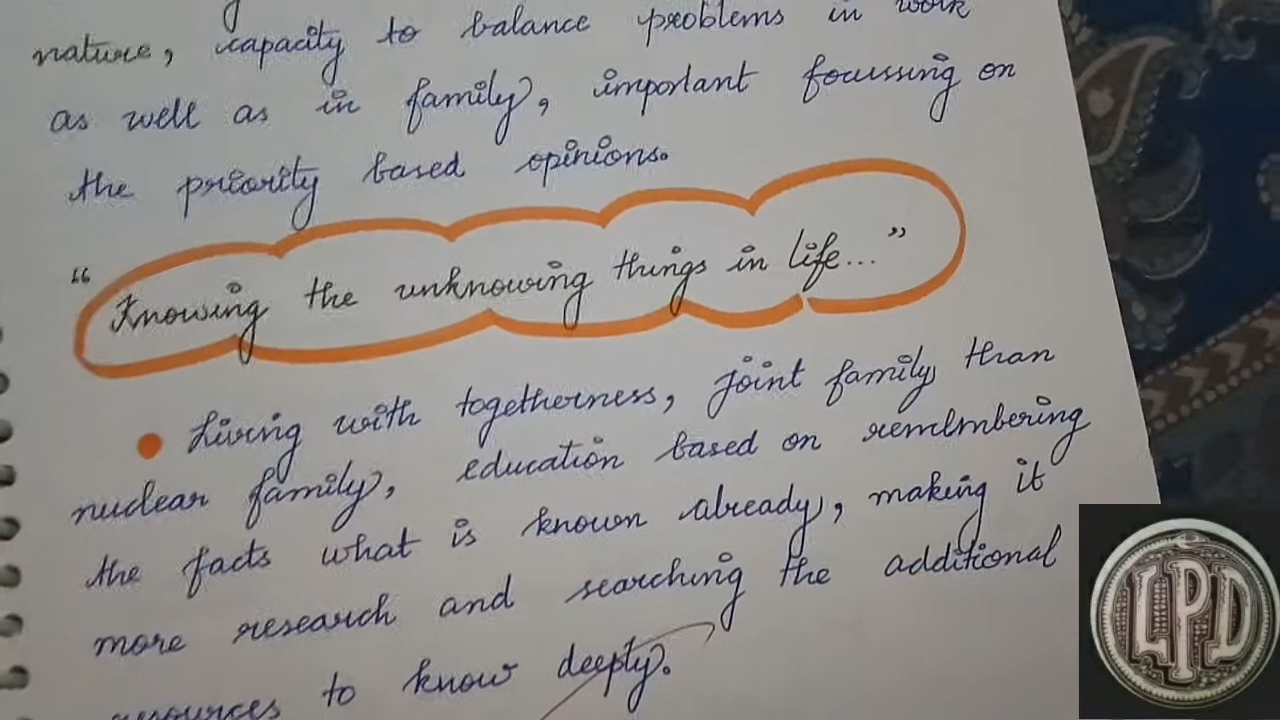 nature, capacity to balance problems in work
as well as in family, important focussing on
the priority based opinions.
“ Knowing the unknowing things in life... ”
• Living with togetherness, joint family than
nuclear family, education based on remembering
the facts what is known already, making it
more research and searching the additional
resources to know deeply.
LPD